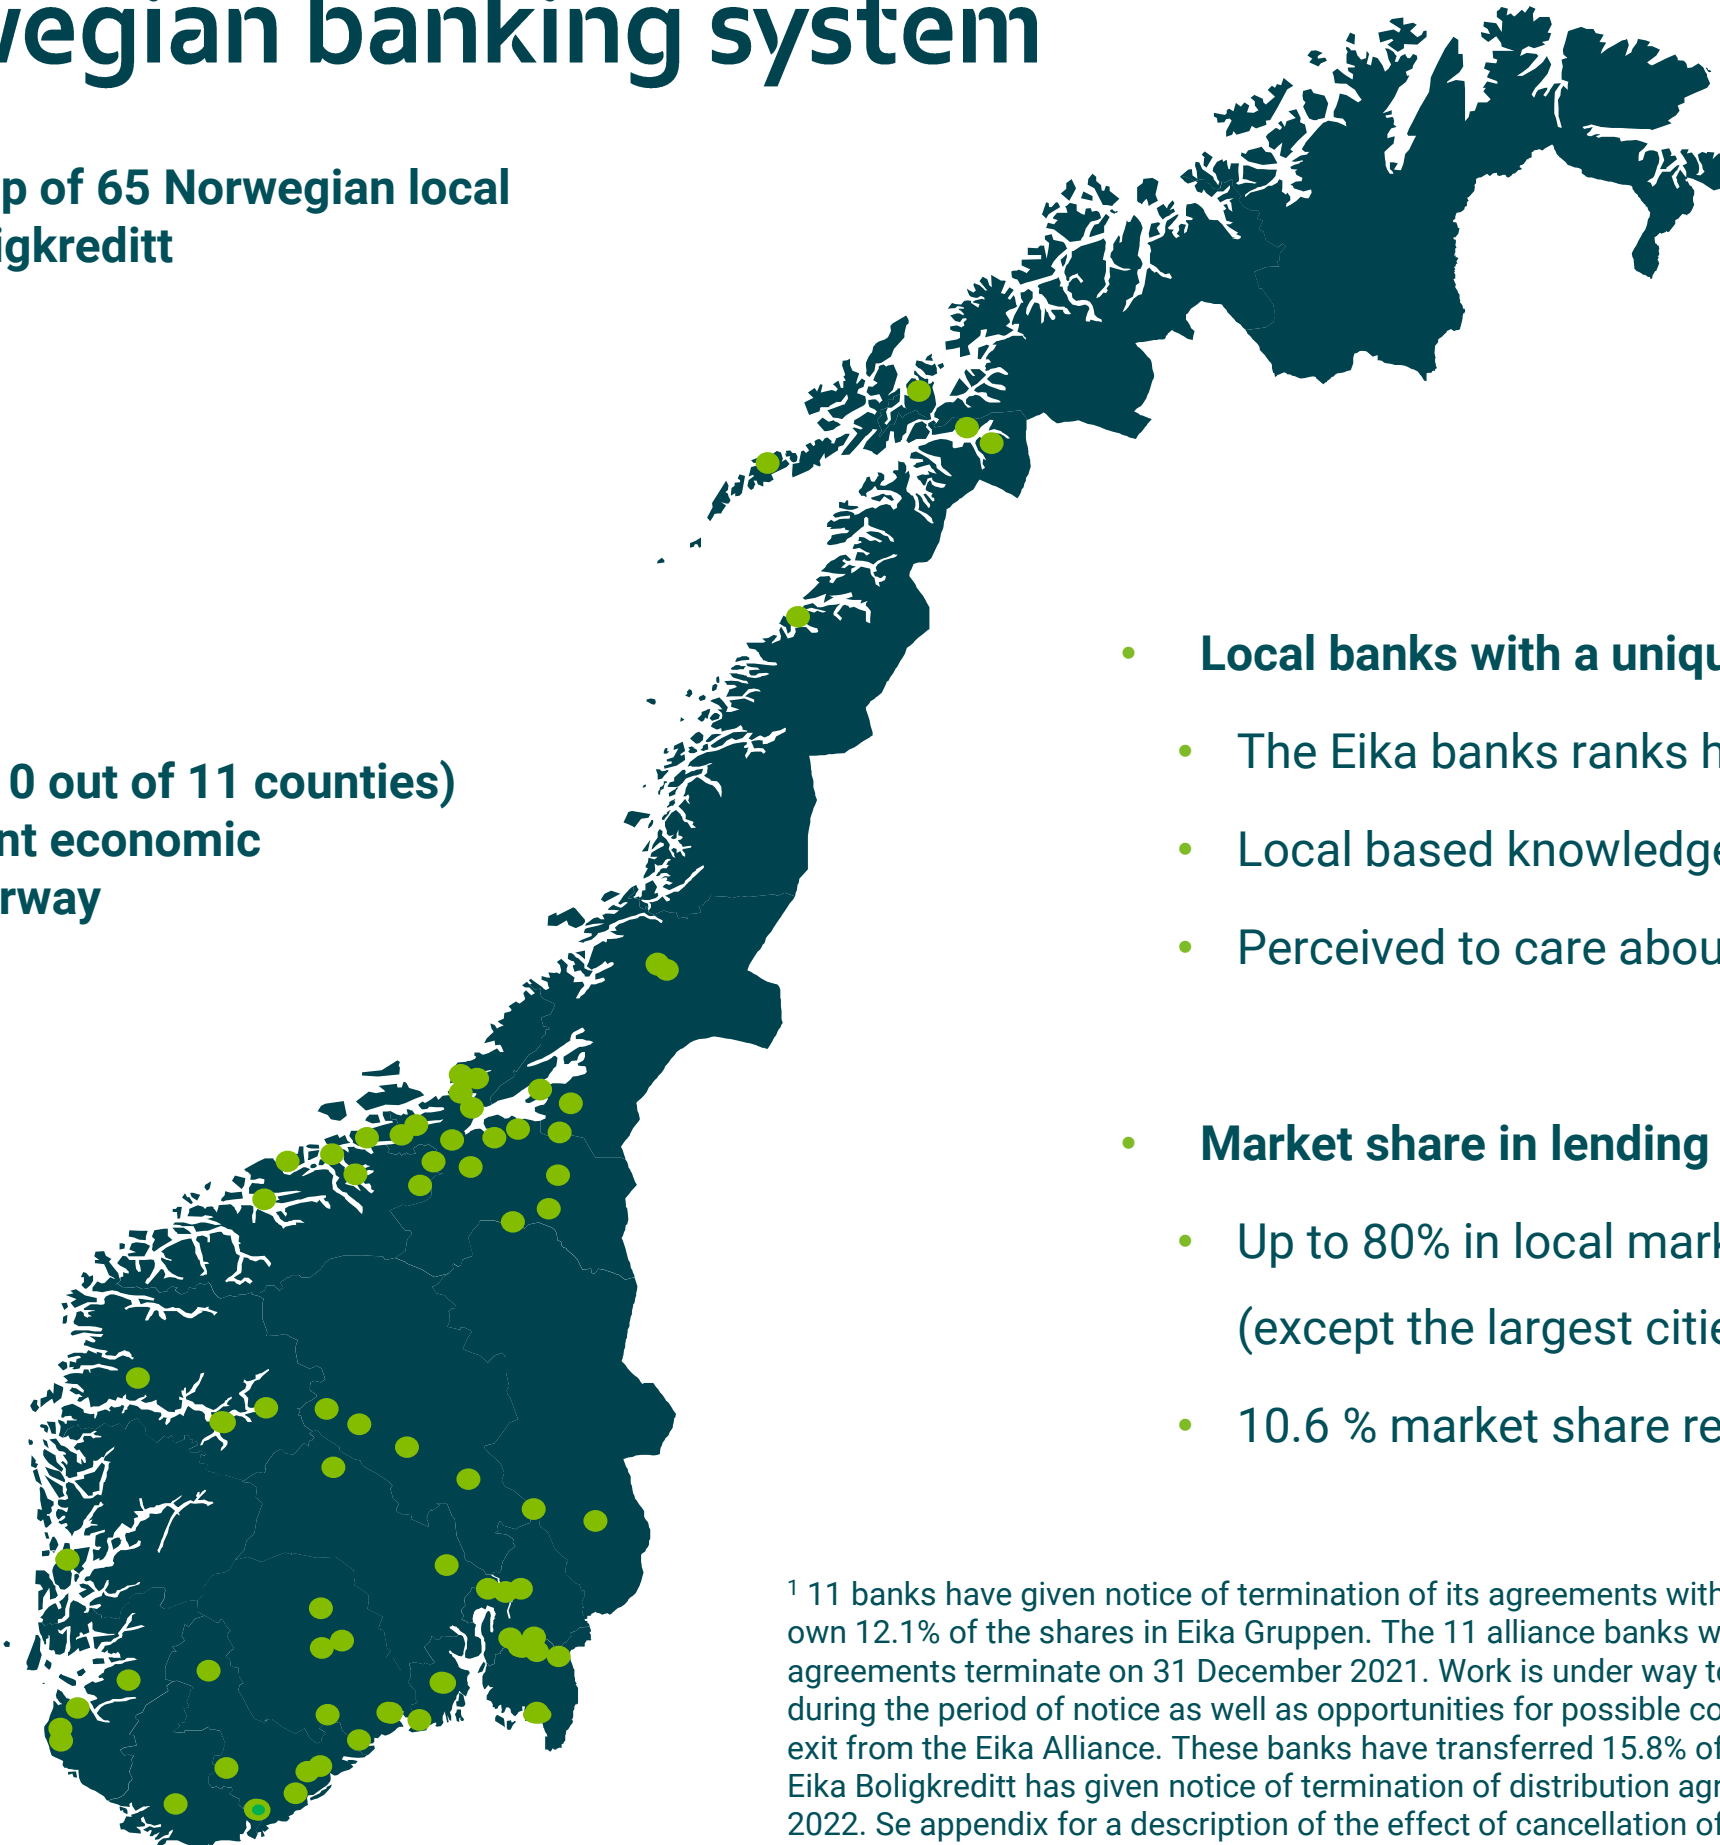 wegian banking system
p of 65 Norwegian local
igkreditt
0 out of 11 counties)
nt economic
rway
• Local banks with a uniqu
• The Eika banks ranks h
• Local based knowledge
• Perceived to care abou
• Market share in lending
• Up to 80% in local mark
(except the largest citie
• 10.6 % market share re
1 11 banks have given notice of termination of its agreements with
own 12.1% of the shares in Eika Gruppen. The 11 alliance banks w
agreements terminate on 31 December 2021. Work is under way to
during the period of notice as well as opportunities for possible co
exit from the Eika Alliance. These banks have transferred 15.8% of
Eika Boligkreditt has given notice of termination of distribution agr
2022. Se appendix for a description of the effect of cancellation of